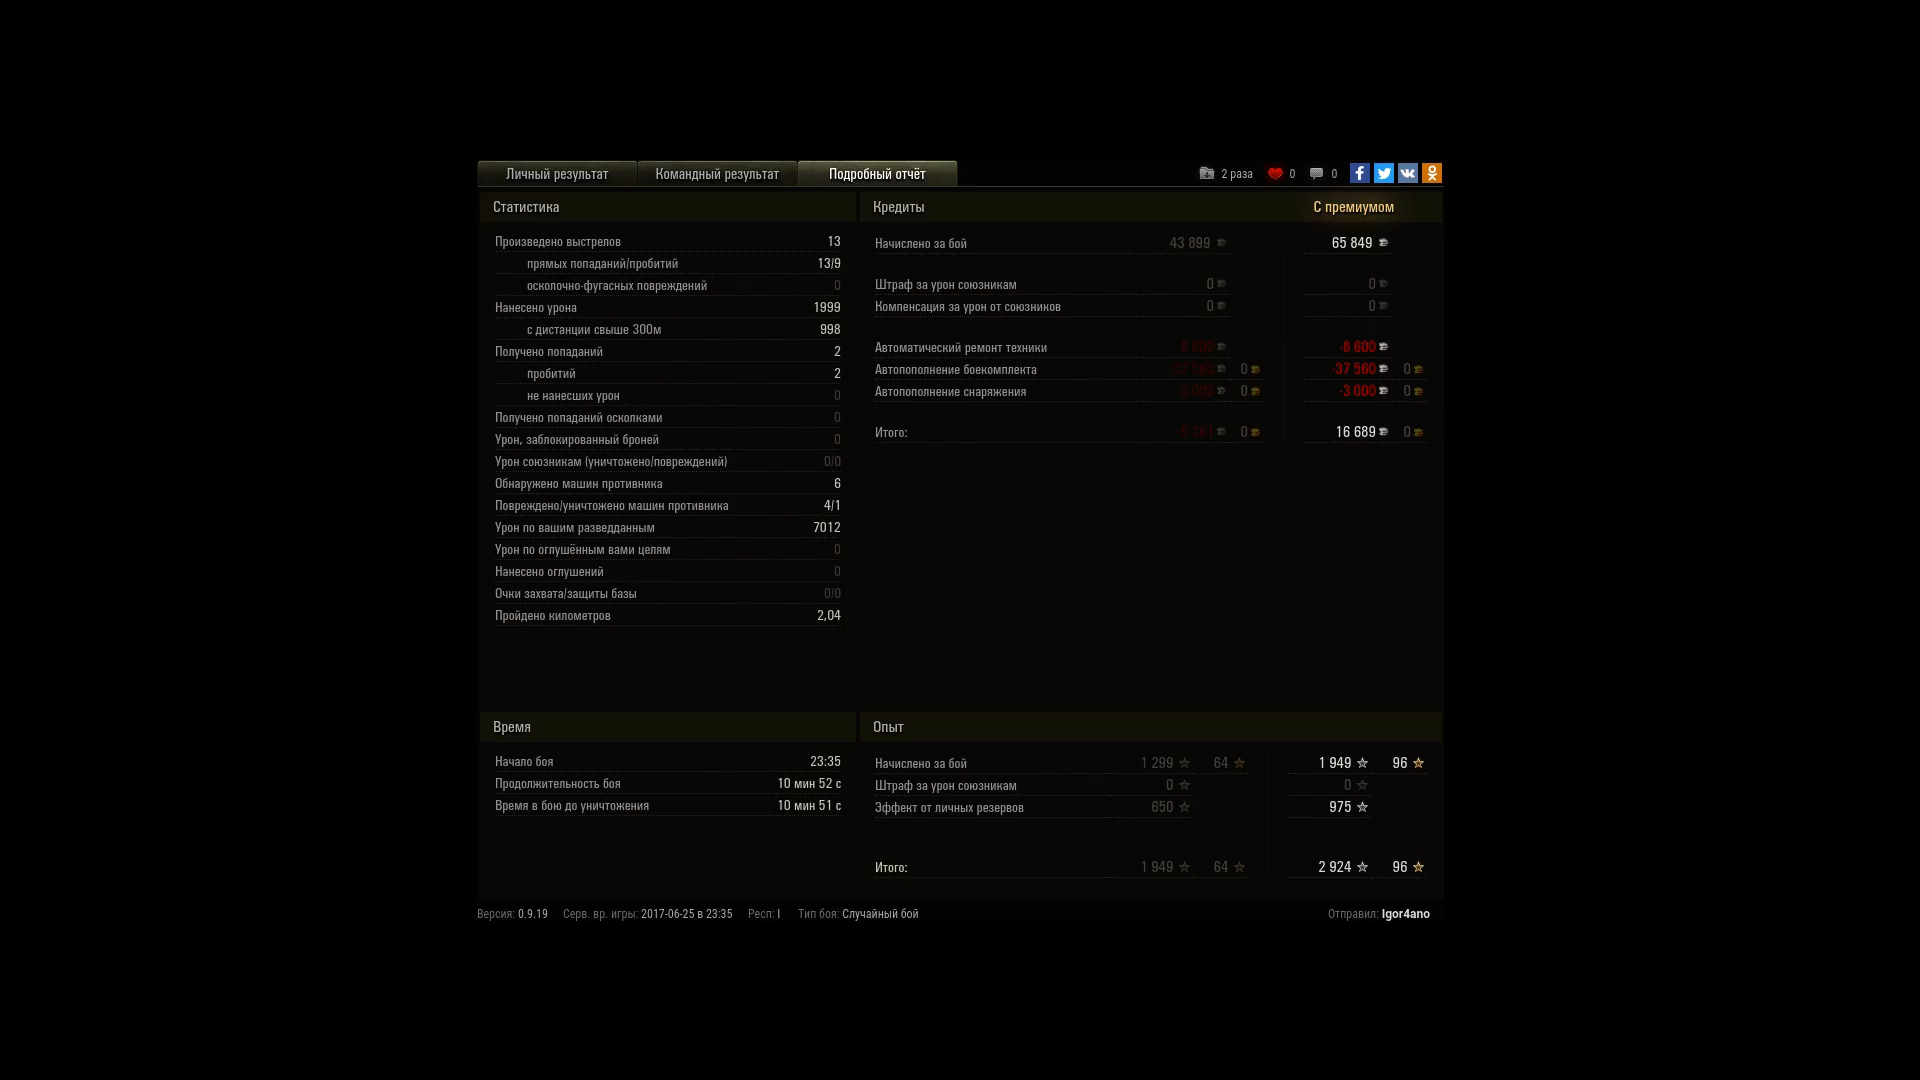 Личный результат Командный результат Подробный отчёт 2 раза 0 0
Статистика
Произведено выстрелов 13
прямых попаданий/пробитий 13/9
осколочно-фугасных повреждений 0
Нанесено урона 1999
с дистанции свыше 300м 998
Получено попаданий 2
пробитий 2
не нанесших урон 0
Получено попаданий осколками 0
Урон, заблокированный броней 0
Урон союзникам (уничтожено/повреждений) 0/0
Обнаружено машин противника 6
Повреждено/уничтожено машин противника 4/1
Урон по вашим разведданным 7012
Урон по оглушённым вами целям 0
Нанесено оглушений 0
Очки захвата/защиты базы 0/0
Пройдено километров 2,04
Кредиты С премиумом
Начислено за бой 43 899 65 849
Штраф за урон союзникам 0 0
Компенсация за урон от союзников 0 0
Автоматический ремонт техники -8 600
Автопополнение боекомплекта 0 -37 560 0
Автопополнение снаряжения 0 -3 000 0
Итого: 0 16 689 0
Время
Начало боя 23:35
Продолжительность боя 10 мин 52 с
Время в бою до уничтожения 10 мин 51 с
Опыт
Начислено за бой 1 299 64 1 949 96
Штраф за урон союзникам 0 0
Эффект от личных резервов 650 975
Итого: 1 949 64 2 924 96
Версия: 0.9.19 Серв. вр. игры: 2017-06-25 в 23:35 Респ: I Тип боя: Случайный бой Отправил: Igor4ano